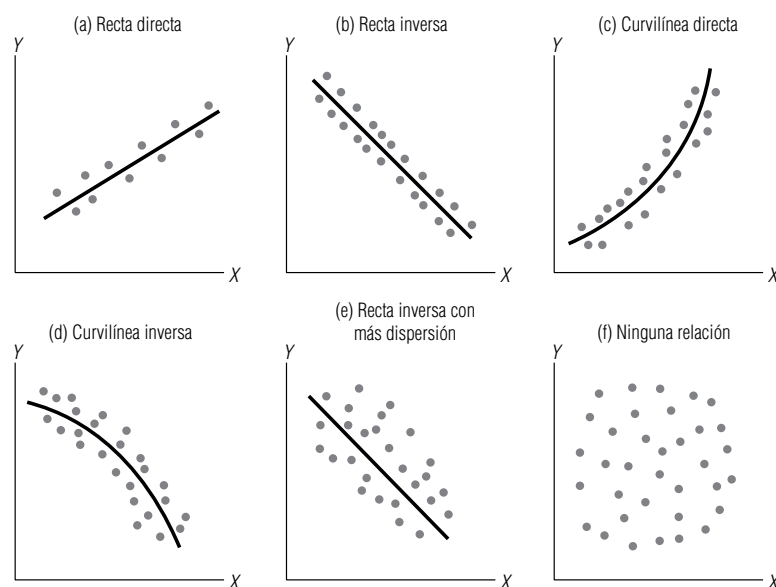 (a) Recta directa
Y
X
(b) Recta inversa
Y
X
(c) Curvilínea directa
Y
X
(d) Curvilínea inversa
Y
X
(e) Recta inversa con
más dispersión
Y
X
(f) Ninguna relación
Y
X